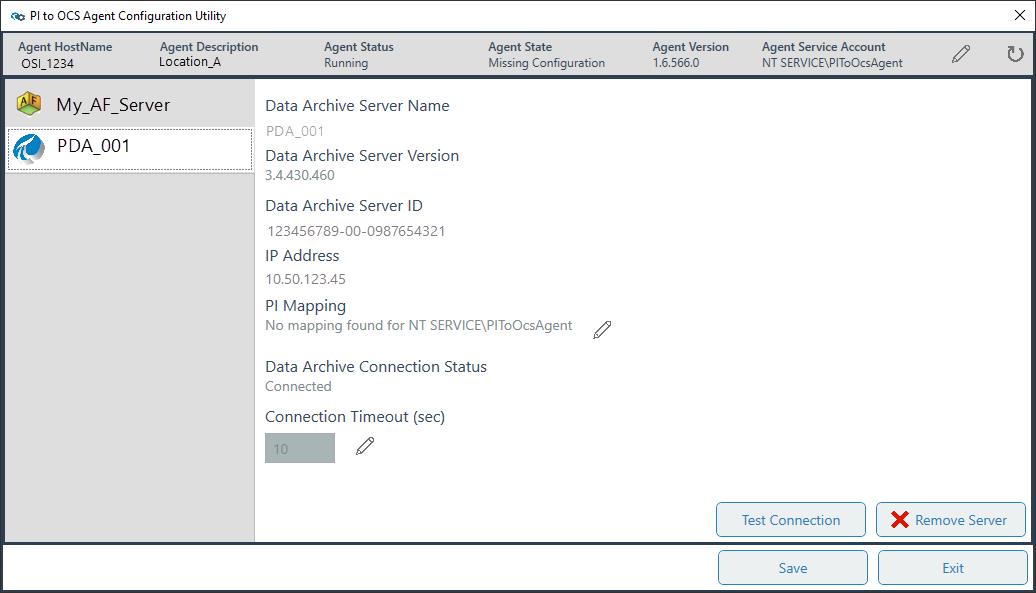 PI to OCS Agent Configuration Utility
Agent HostName Agent Description Agent Status Agent State Agent Version Agent Service Account
OSI_1234 Location_A Running Missing Configuration 1.6.566.0 NT SERVICE\PIToOcsAgent
AF My_AF_Server
PDA_001
Data Archive Server Name
PDA_001
Data Archive Server Version
3.4.430.460
Data Archive Server ID
123456789-00-0987654321
IP Address
10.50.123.45
PI Mapping
No mapping found for NT SERVICE\PIToOcsAgent
Data Archive Connection Status
Connected
Connection Timeout (sec)
10
Test Connection Remove Server
Save Exit